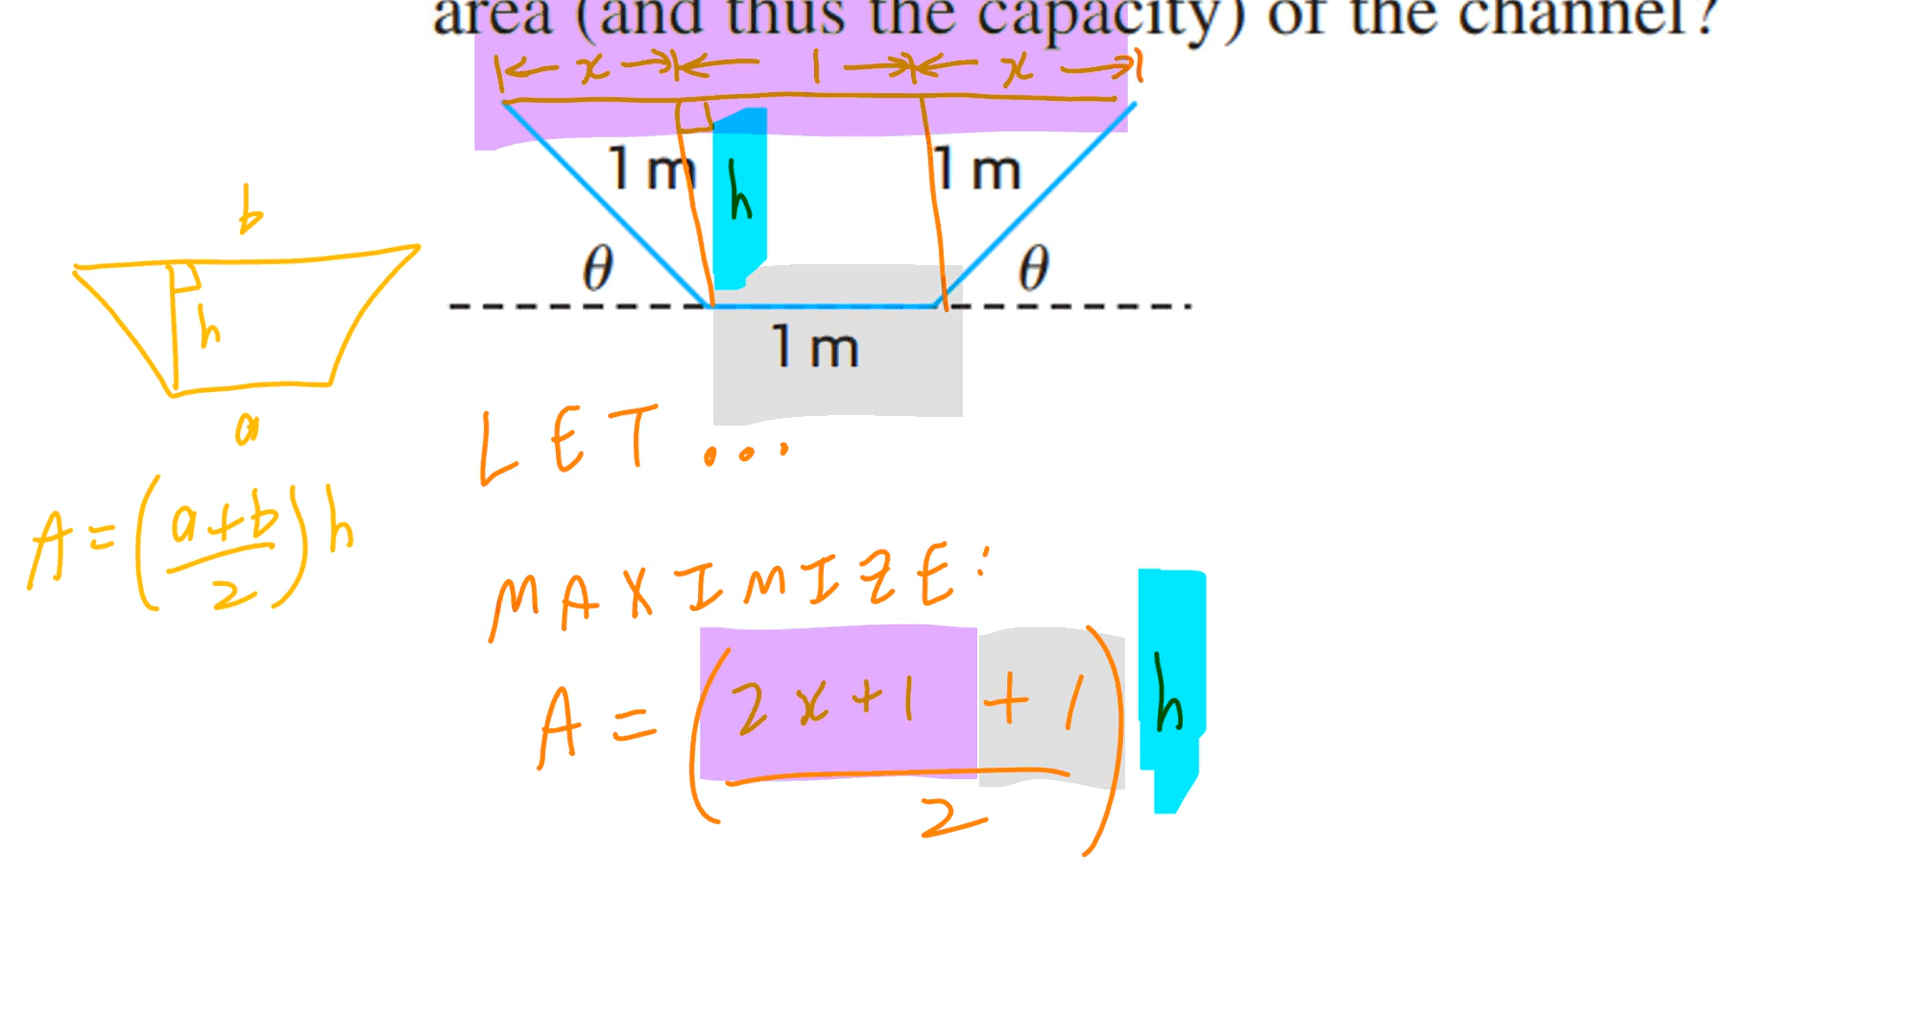 area (and thus the capacity) of the channel?
x 1 x
1 m h 1 m
θ θ
1 m
b
h
a
A = (a+b/2) h
LET ...
MAXIMIZE:
A = (2x+1 + 1/2) h